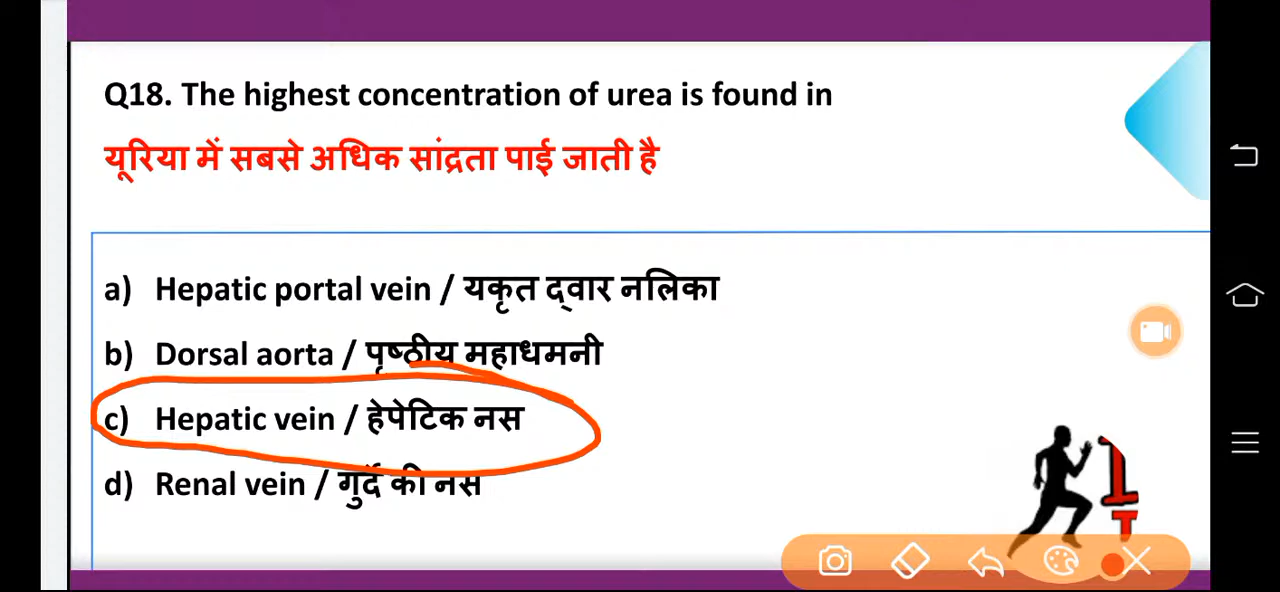 Q18. The highest concentration of urea is found in
यूरिया में सबसे अधिक सांद्रता पाई जाती है
a) Hepatic portal vein / यकृत द्वार नलिका
b) Dorsal aorta / पृष्ठीय महाधमनी
c) Hepatic vein / हेपेटिक नस
d) Renal vein / गुर्दे की नस